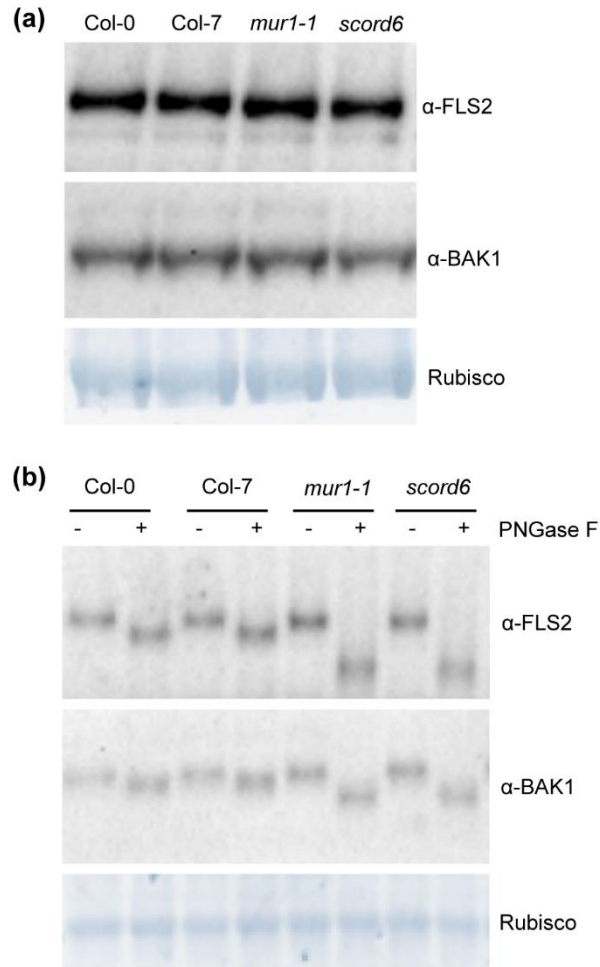 (a)
Col-0 Col-7 mur1-1 scord6
α-FLS2
α-BAK1
Rubisco
(b)
Col-0 Col-7 mur1-1 scord6
- + - + - + - + PNGase F
α-FLS2
α-BAK1
Rubisco